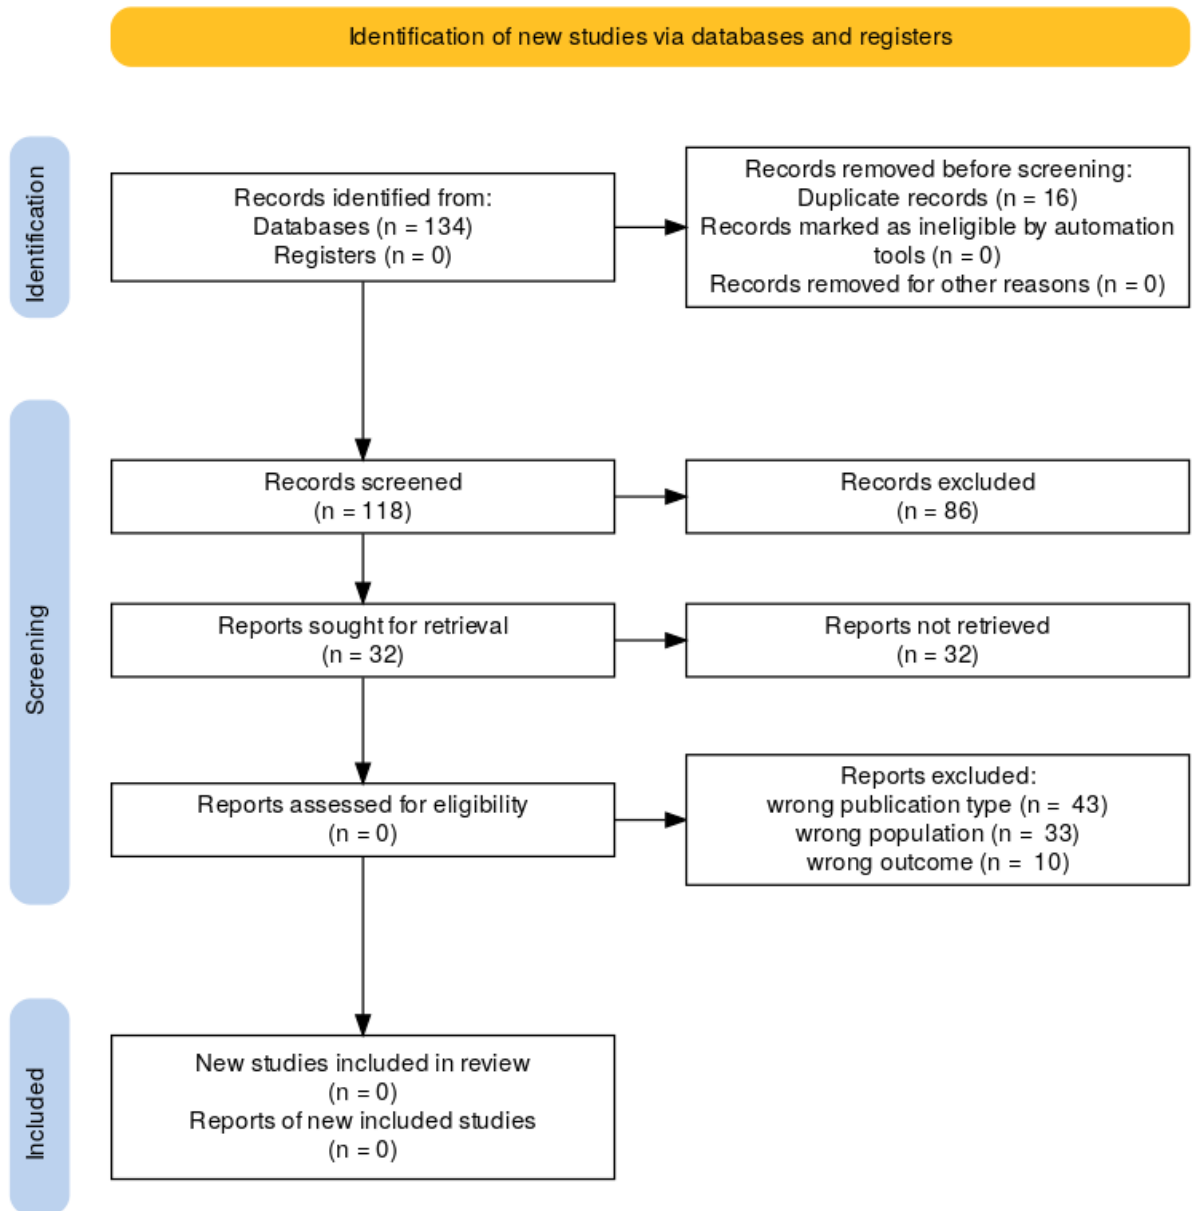 Identification of new studies via databases and registers
Identification
Records identified from:
Databases (n = 134)
Registers (n = 0)
Records removed before screening:
Duplicate records (n = 16)
Records marked as ineligible by automation
tools (n = 0)
Records removed for other reasons (n = 0)
Screening
Records screened
(n = 118)
Records excluded
(n = 86)
Reports sought for retrieval
(n = 32)
Reports not retrieved
(n = 32)
Reports assessed for eligibility
(n = 0)
Reports excluded:
wrong publication type (n = 43)
wrong population (n = 33)
wrong outcome (n = 10)
Included
New studies included in review
(n = 0)
Reports of new included studies
(n = 0)